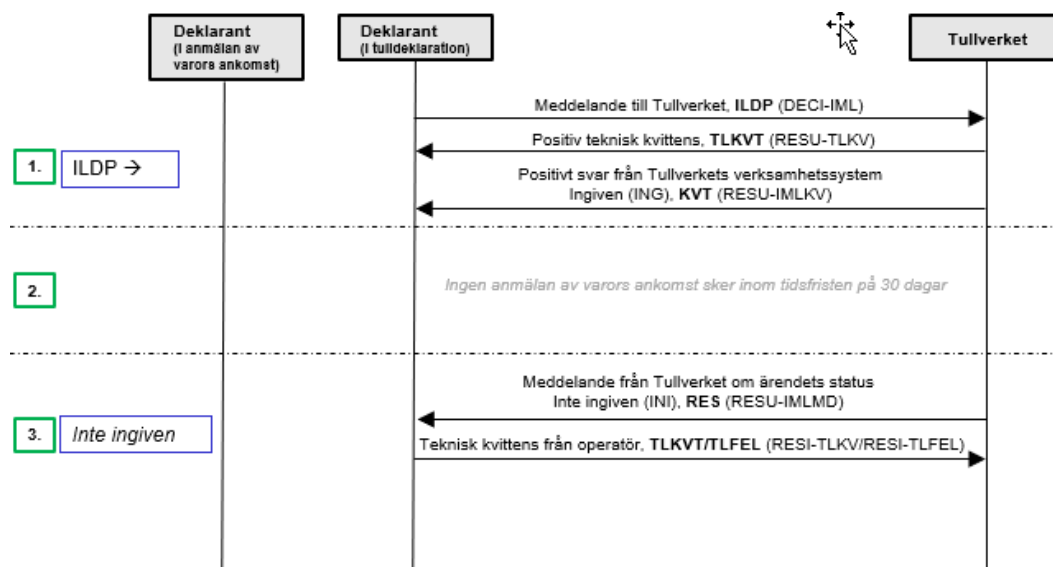 Deklarant
(I anmälan av
varors ankomst)
Deklarant
(I tulldeklaration)
Tullverket
Meddelande till Tullverket, ILDP (DECI-IML)
Positiv teknisk kvittens, TLKVT (RESU-TLKV)
1. ILDP →
Positivt svar från Tullverkets verksamhetssystem
Ingiven (ING), KVT (RESU-IMLKV)
2.
Ingen anmälan av varors ankomst sker inom tidsfristen på 30 dagar
Meddelande från Tullverket om ärendets status
Inte ingiven (INI), RES (RESU-IMLMD)
3. Inte ingiven
Teknisk kvittens från operatör, TLKVT/TLFEL (RESI-TLKV/RESI-TLFEL)